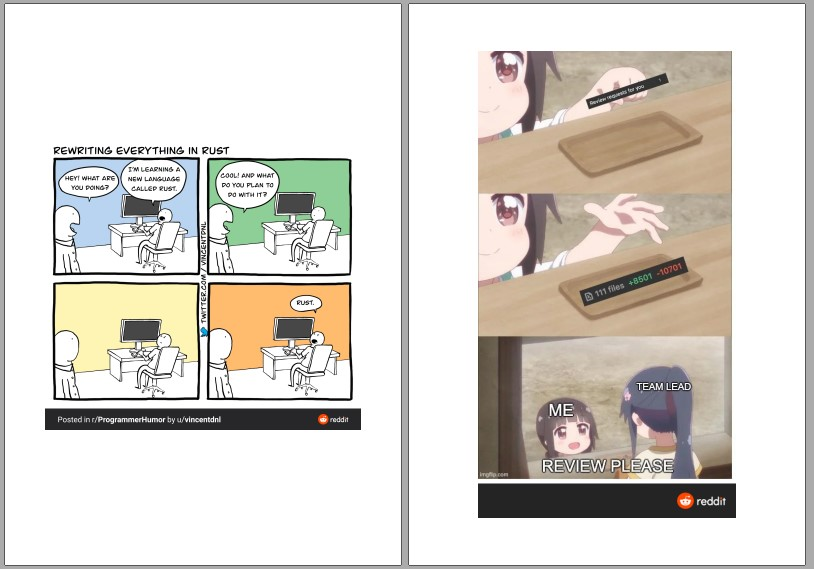 REWRITING EVERYTHING IN RUST
HEY! WHAT ARE
YOU DOING?
I'M LEARNING A
NEW LANGUAGE
CALLED RUST.
COOL! AND WHAT
DO YOU PLAN TO
DO WITH IT?
RUST.
TWITTER.COM / VINCENTDNL
Posted in r/ProgrammerHumor by u/vincentdnl
reddit
Review requests for you
111 files +8501 -10701
TEAM LEAD
ME
REVIEW PLEASE
imgflip.com
reddit